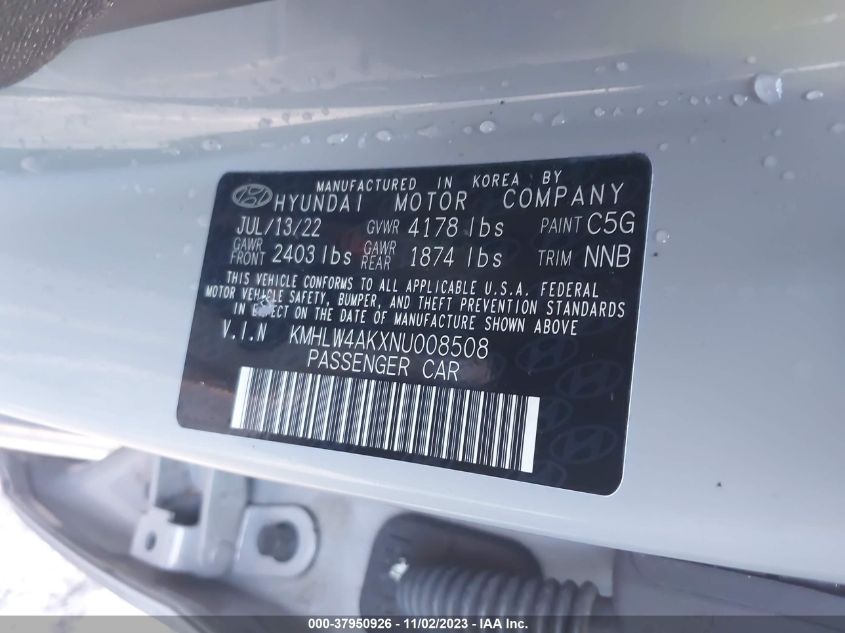 MANUFACTURED IN KOREA BY
HYUNDAI MOTOR COMPANY
JUL/13/22 GVWR 4178 lbs PAINT C5G
GAWR FRONT 2403 lbs GAWR REAR 1874 lbs TRIM NNB
THIS VEHICLE CONFORMS TO ALL APPLICABLE U.S.A. FEDERAL
MOTOR VEHICLE SAFETY, BUMPER, AND THEFT PREVENTION STANDARDS
IN EFFECT ON THE DATE OF MANUFACTURE SHOWN ABOVE
V.I.N KMHLW4AKXNU008508
PASSENGER CAR
000-37950926 - 11/02/2023 - IAA Inc.